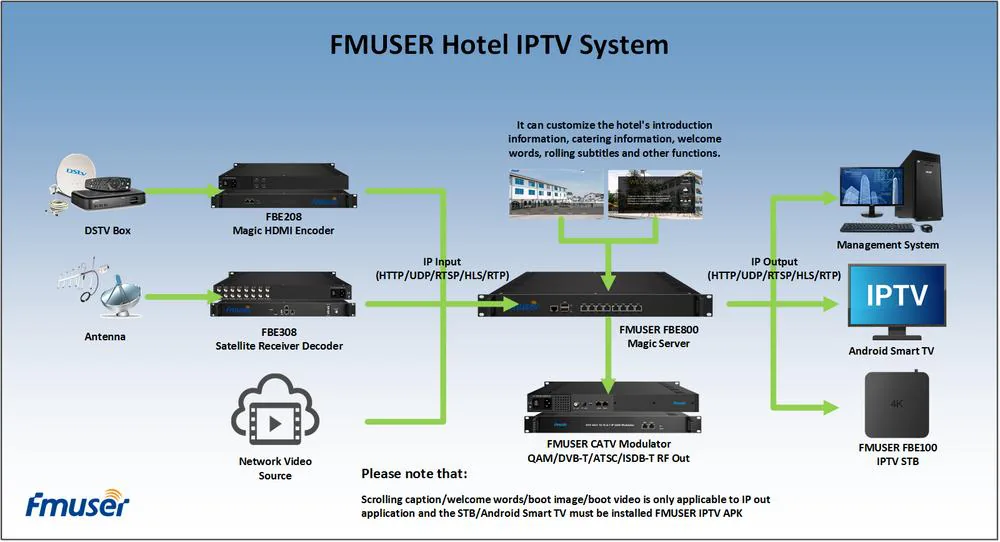 FMUSER Hotel IPTV System
It can customize the hotel's introduction
information, catering information, welcome
words, rolling subtitles and other functions.
DStv
DSTV Box
FBE208
Magic HDMI Encoder
Antenna
Fmuser
FBE308
Satellite Receiver Decoder
Network Video
Source
IP Input
(HTTP/UDP/RTSP/HLS/RTP)
FMUSER FBE800
Magic Server
Fmuser
FMUSER CATV Modulator
QAM/DVB-T/ATSC/ISDB-T RF Out
IP Output
(HTTP/UDP/RTSP/HLS/RTP)
Management System
IPTV
Android Smart TV
4K
FMUSER FBE100
IPTV STB
Please note that:
Scrolling caption/welcome words/boot image/boot video is only applicable to IP out
application and the STB/Android Smart TV must be installed FMUSER IPTV APK
Fmuser